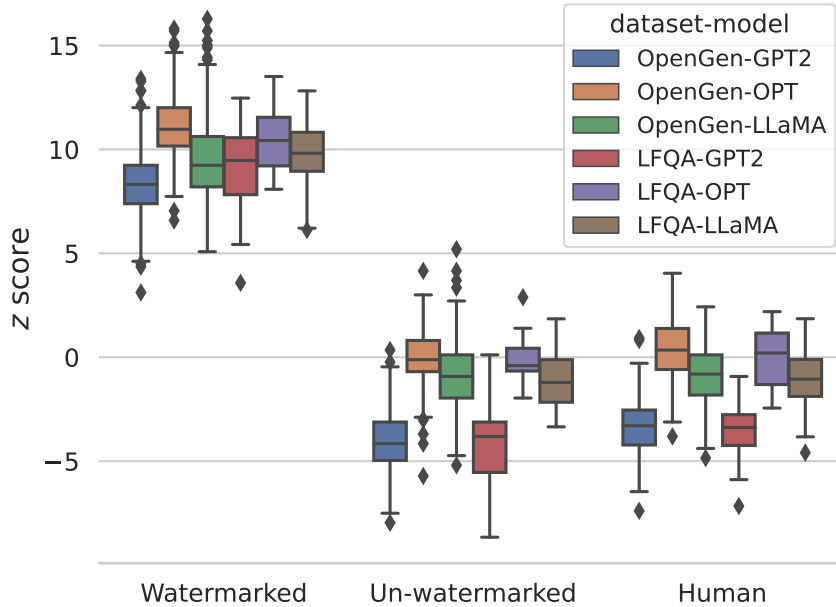 dataset-model
OpenGen-GPT2
OpenGen-OPT
OpenGen-LLaMA
LFQA-GPT2
LFQA-OPT
LFQA-LLaMA
z score
15
10
5
0
−5
Watermarked Un-watermarked Human